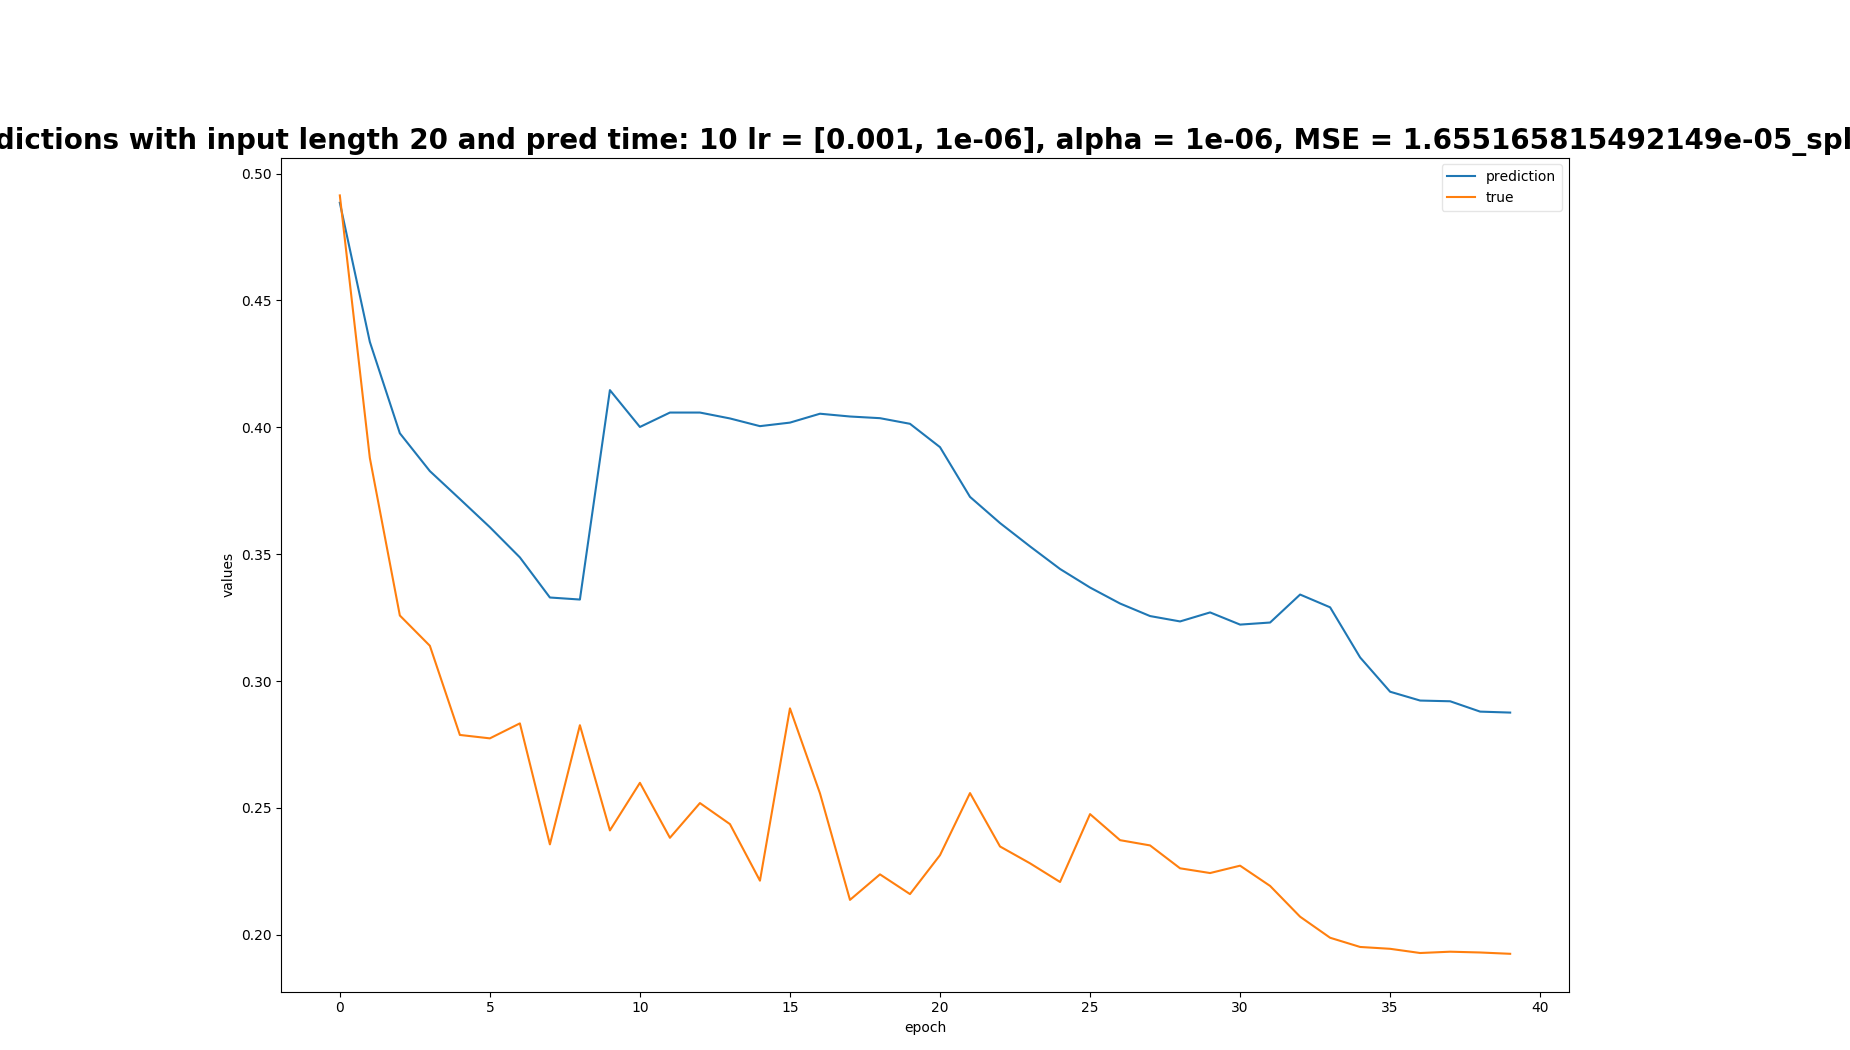 dictions with input length 20 and pred time: 10 lr = [0.001, 1e-06], alpha = 1e-06, MSE = 1.655165815492149e-05_spl
prediction
true
0.50
0.45
0.40
0.35
0.30
0.25
0.20
values
0 5 10 15 20 25 30 35 40
epoch